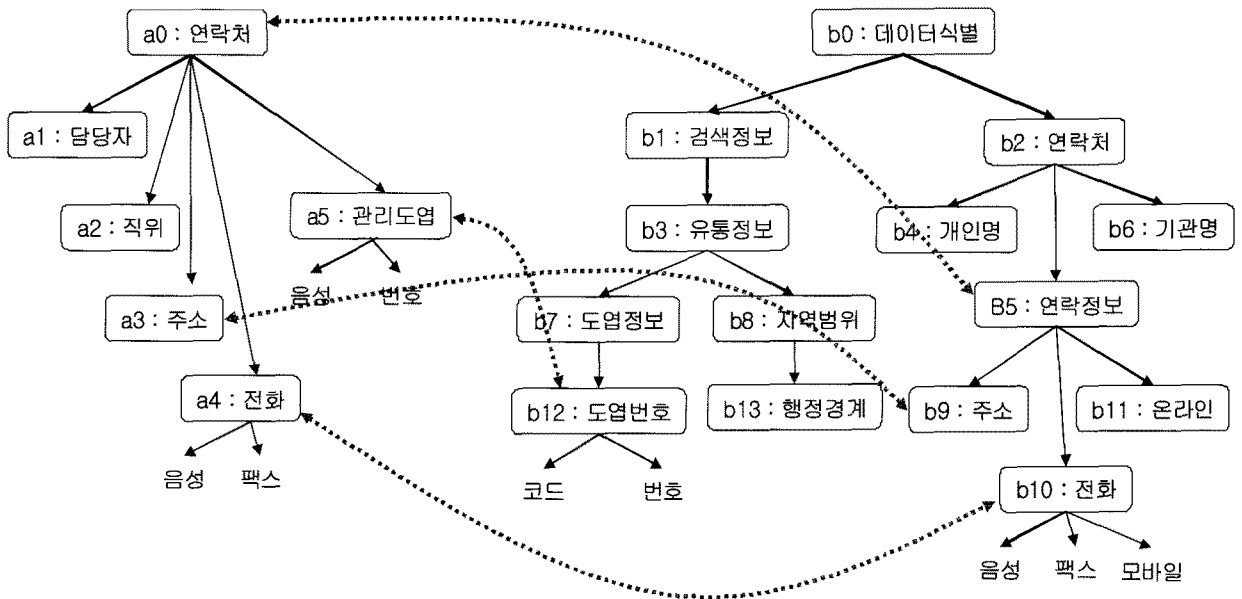 a0 : 연락처
b0 : 데이터식별
a1 : 담당자
b1 : 검색정보
b2 : 연락처
a2 : 직위
a5 : 관리도엽
b3 : 유통정보
b4 : 개인명
b6 : 기관명
음성
번호
a3 : 주소
b7 : 도엽정보
b8 : 지역범위
B5 : 연락정보
a4 : 전화
b12 : 도엽번호
b13 : 행정경계
b9 : 주소
b11 : 온라인
음성
팩스
코드
번호
b10 : 전화
음성
팩스
모바일